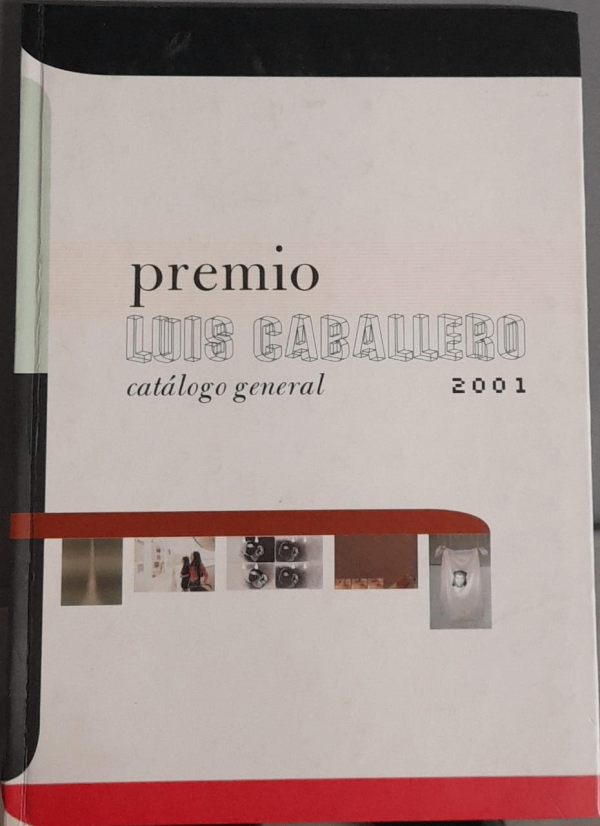 premio
LUIS CABALLERO
catálogo general 2001